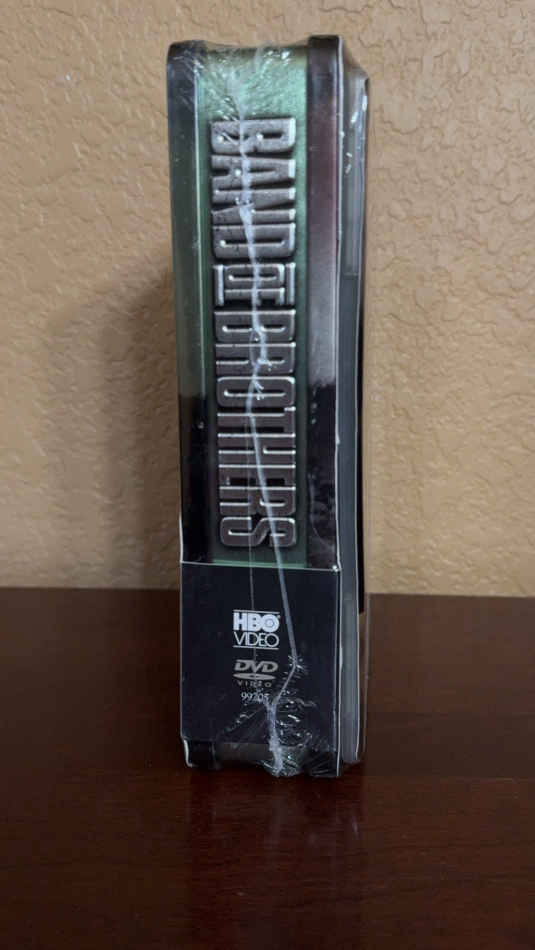 BAND OF BROTHERS
HBO
VIDEO
DVD
VIDEO
99205